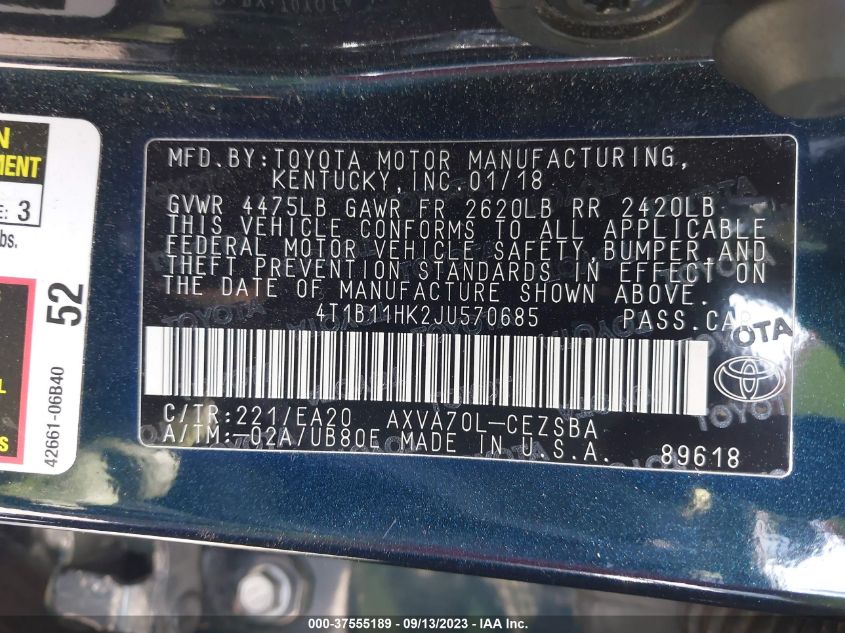 MFD.BY:TOYOTA MOTOR MANUFACTURING,
KENTUCKY, INC.01/18
GVWR 4475LB GAWR FR 2620LB RR 2420LB
THIS VEHICLE CONFORMS TO ALL APPLICABLE
FEDERAL MOTOR VEHICLE SAFETY,BUMPER,AND
THEFT PREVENTION STANDARDS IN EFFECT ON
THE DATE OF MANUFACTURE SHOWN ABOVE.
4T1B11HK2JU570685 PASS.CAR
OTA
C/TR:221/EA20 AXVA70L-CEZSBA
A/TM:-02A/UB80E MADE IN U.S.A. 89618
N
MENT
E: 3
bs.
52
42661-06B40
L
s
000-37555189 - 09/13/2023 - IAA Inc.